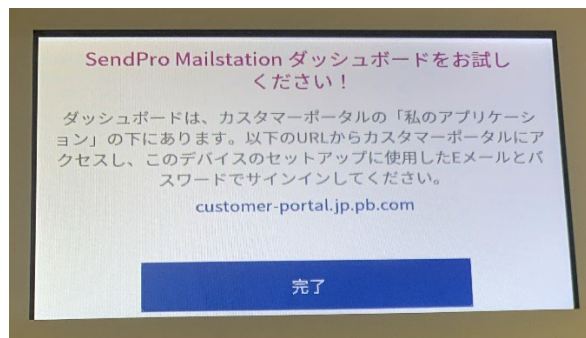 SendPro Mailstation ダッシュボードをお試し
ください！
ダッシュボードは、カスタマーポータルの「私のアプリケーシ
ョン」の下にあります。以下のURLからカスタマーポータルにア
クセスし、このデバイスのセットアップに使用したEメールとパ
スワードでサインインしてください。
customer-portal.jp.pb.com
完了